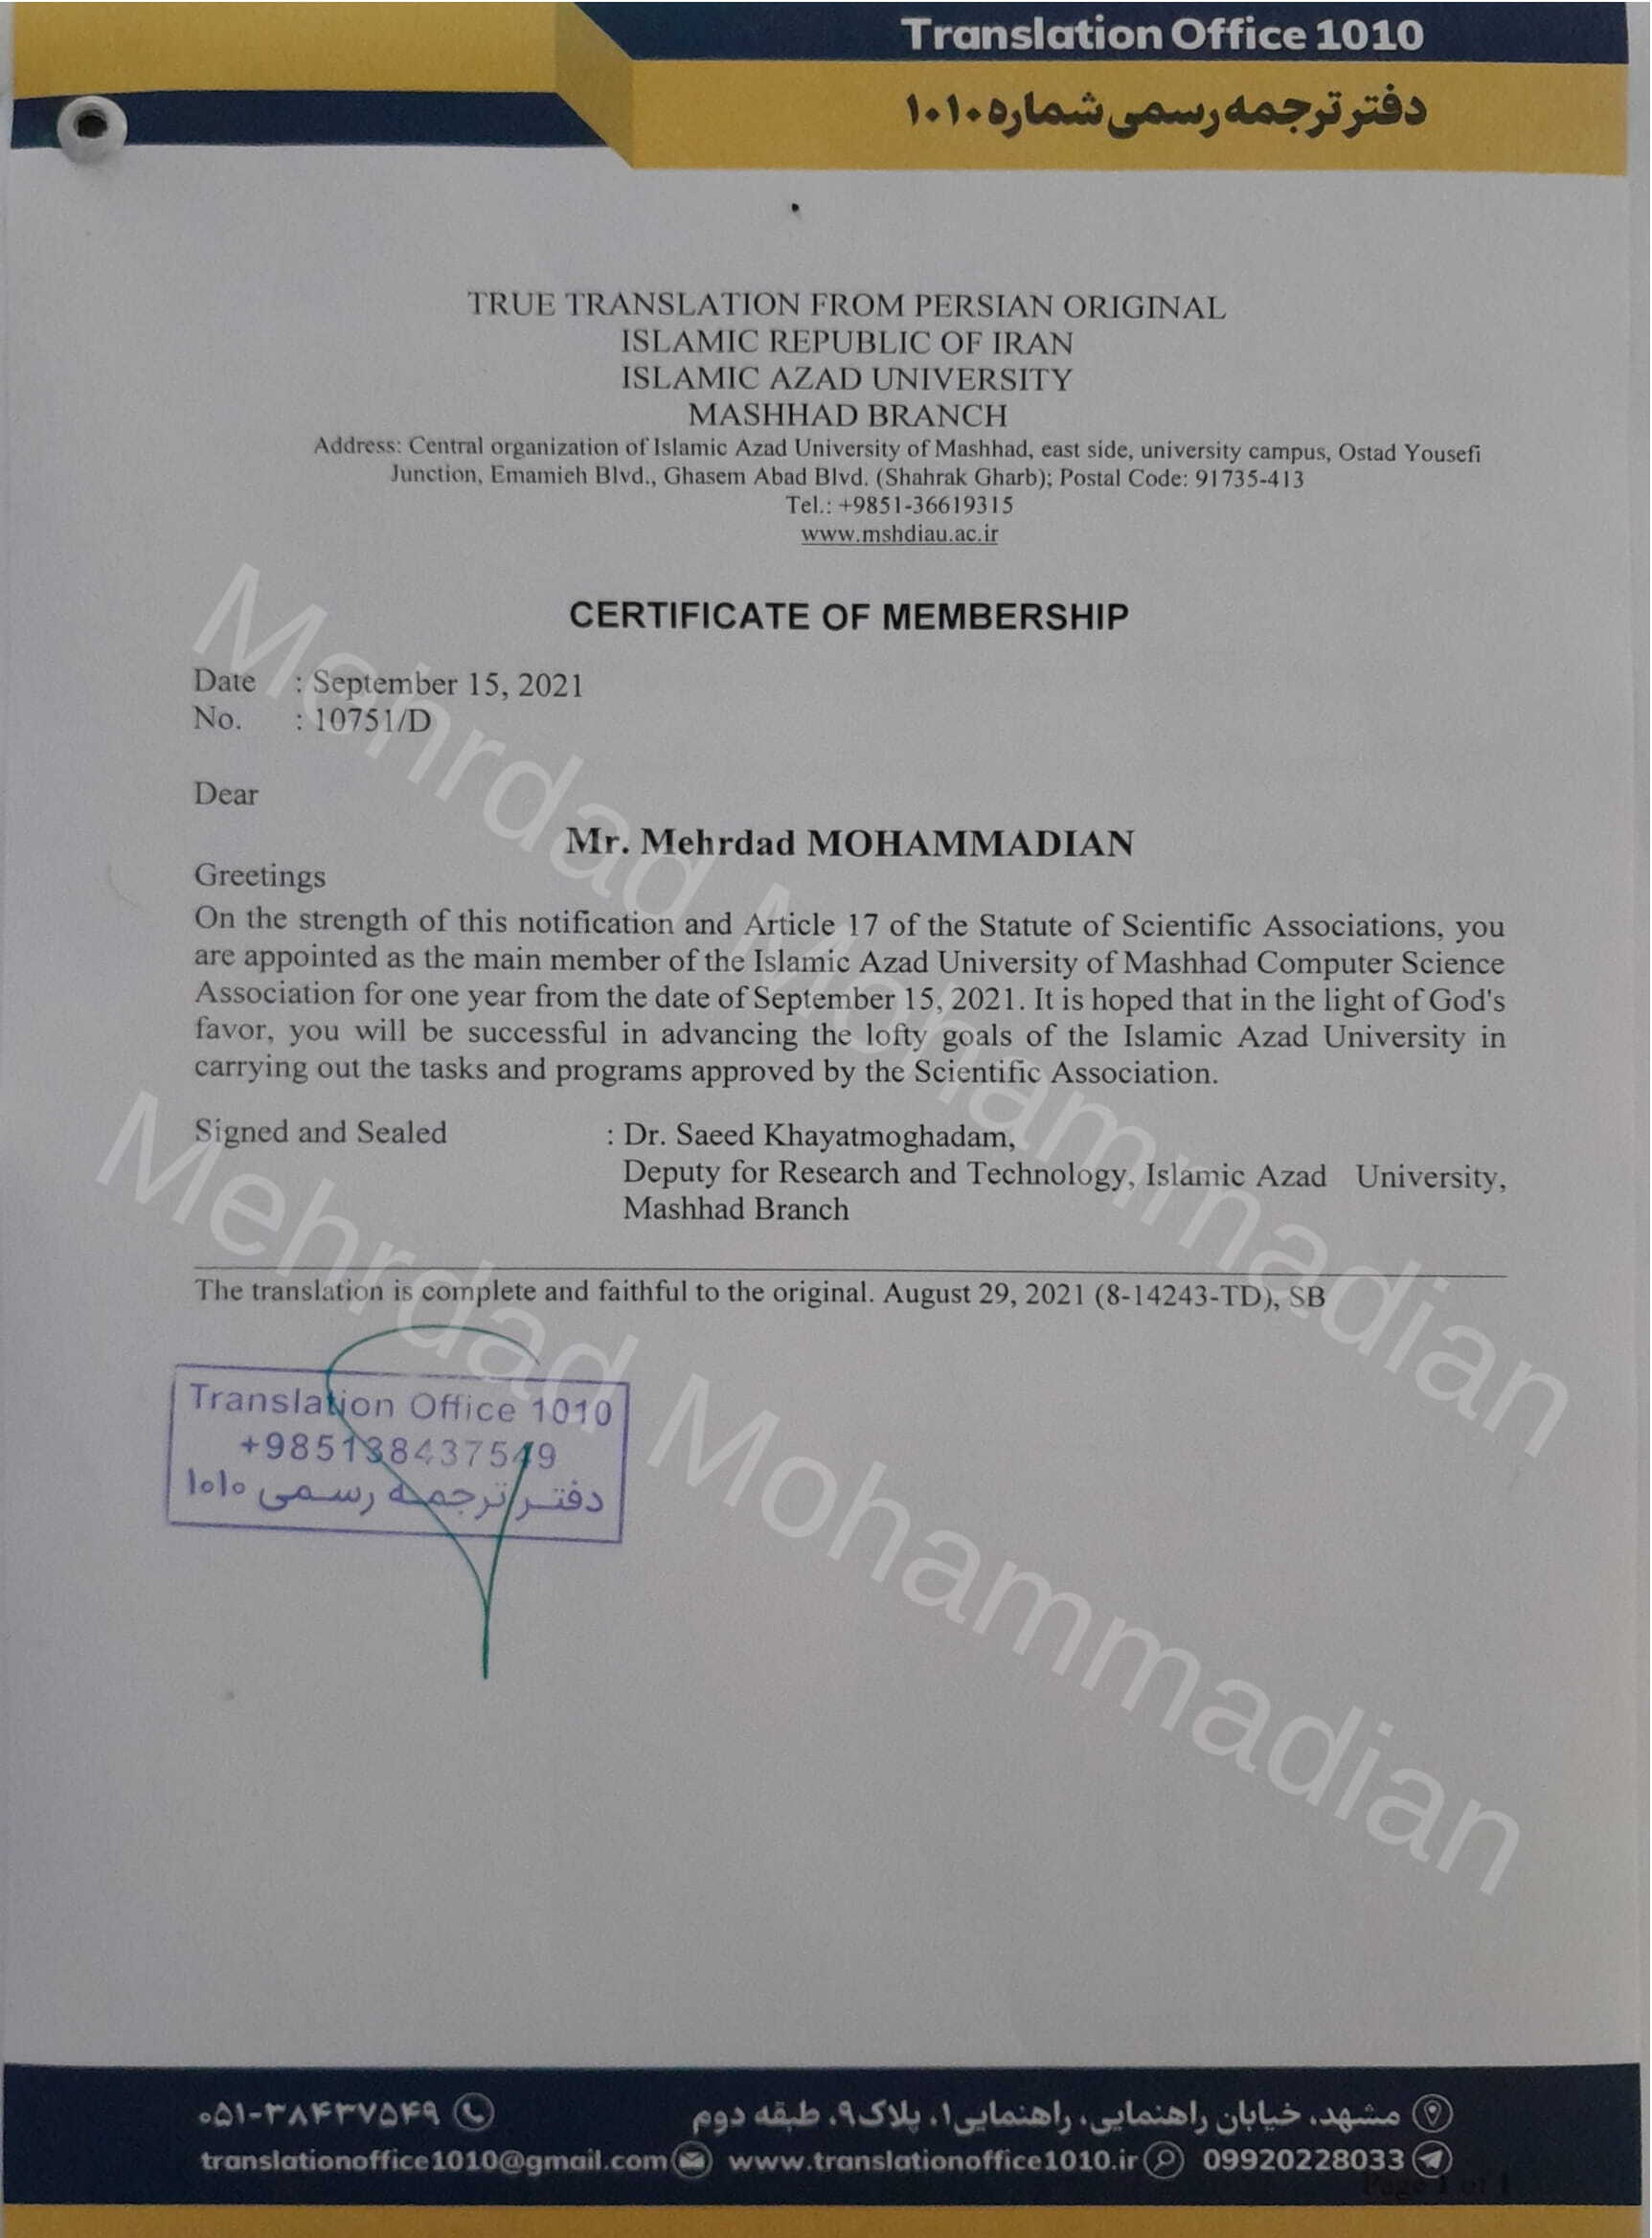 Translation Office 1010
دفتر ترجمه رسمی شماره ۱۰۱۰
TRUE TRANSLATION FROM PERSIAN ORIGINAL
ISLAMIC REPUBLIC OF IRAN
ISLAMIC AZAD UNIVERSITY
MASHHAD BRANCH
Address: Central organization of Islamic Azad University of Mashhad, east side, university campus, Ostad Yousefi
Junction, Emamieh Blvd., Ghasem Abad Blvd. (Shahrak Gharb); Postal Code: 91735-413
Tel.: +9851-36619315
www.mshdiau.ac.ir
CERTIFICATE OF MEMBERSHIP
Date : September 15, 2021
No. : 10751/D
Dear
Mr. Mehrdad MOHAMMADIAN
Greetings
On the strength of this notification and Article 17 of the Statute of Scientific Associations, you
are appointed as the main member of the Islamic Azad University of Mashhad Computer Science
Association for one year from the date of September 15, 2021. It is hoped that in the light of God's
favor, you will be successful in advancing the lofty goals of the Islamic Azad University in
carrying out the tasks and programs approved by the Scientific Association.
Signed and Sealed : Dr. Saeed Khayatmoghadam,
Deputy for Research and Technology, Islamic Azad University,
Mashhad Branch
The translation is complete and faithful to the original. August 29, 2021 (8-14243-TD), SB
Translation Office 1010
+985138437549
دفتر ترجمه رسمی ۱۰۱۰
Mehrdad Mohammadian
Mehrdad Mohammadian
مشهد، خیابان راهنمایی، راهنمایی۱، پلاک۹، طبقه دوم
۰۵۱-۳۸۴۳۷۵۴۹
translationoffice1010@gmail.com www.translationoffice1010.ir 09920228033
Page 1 of 1